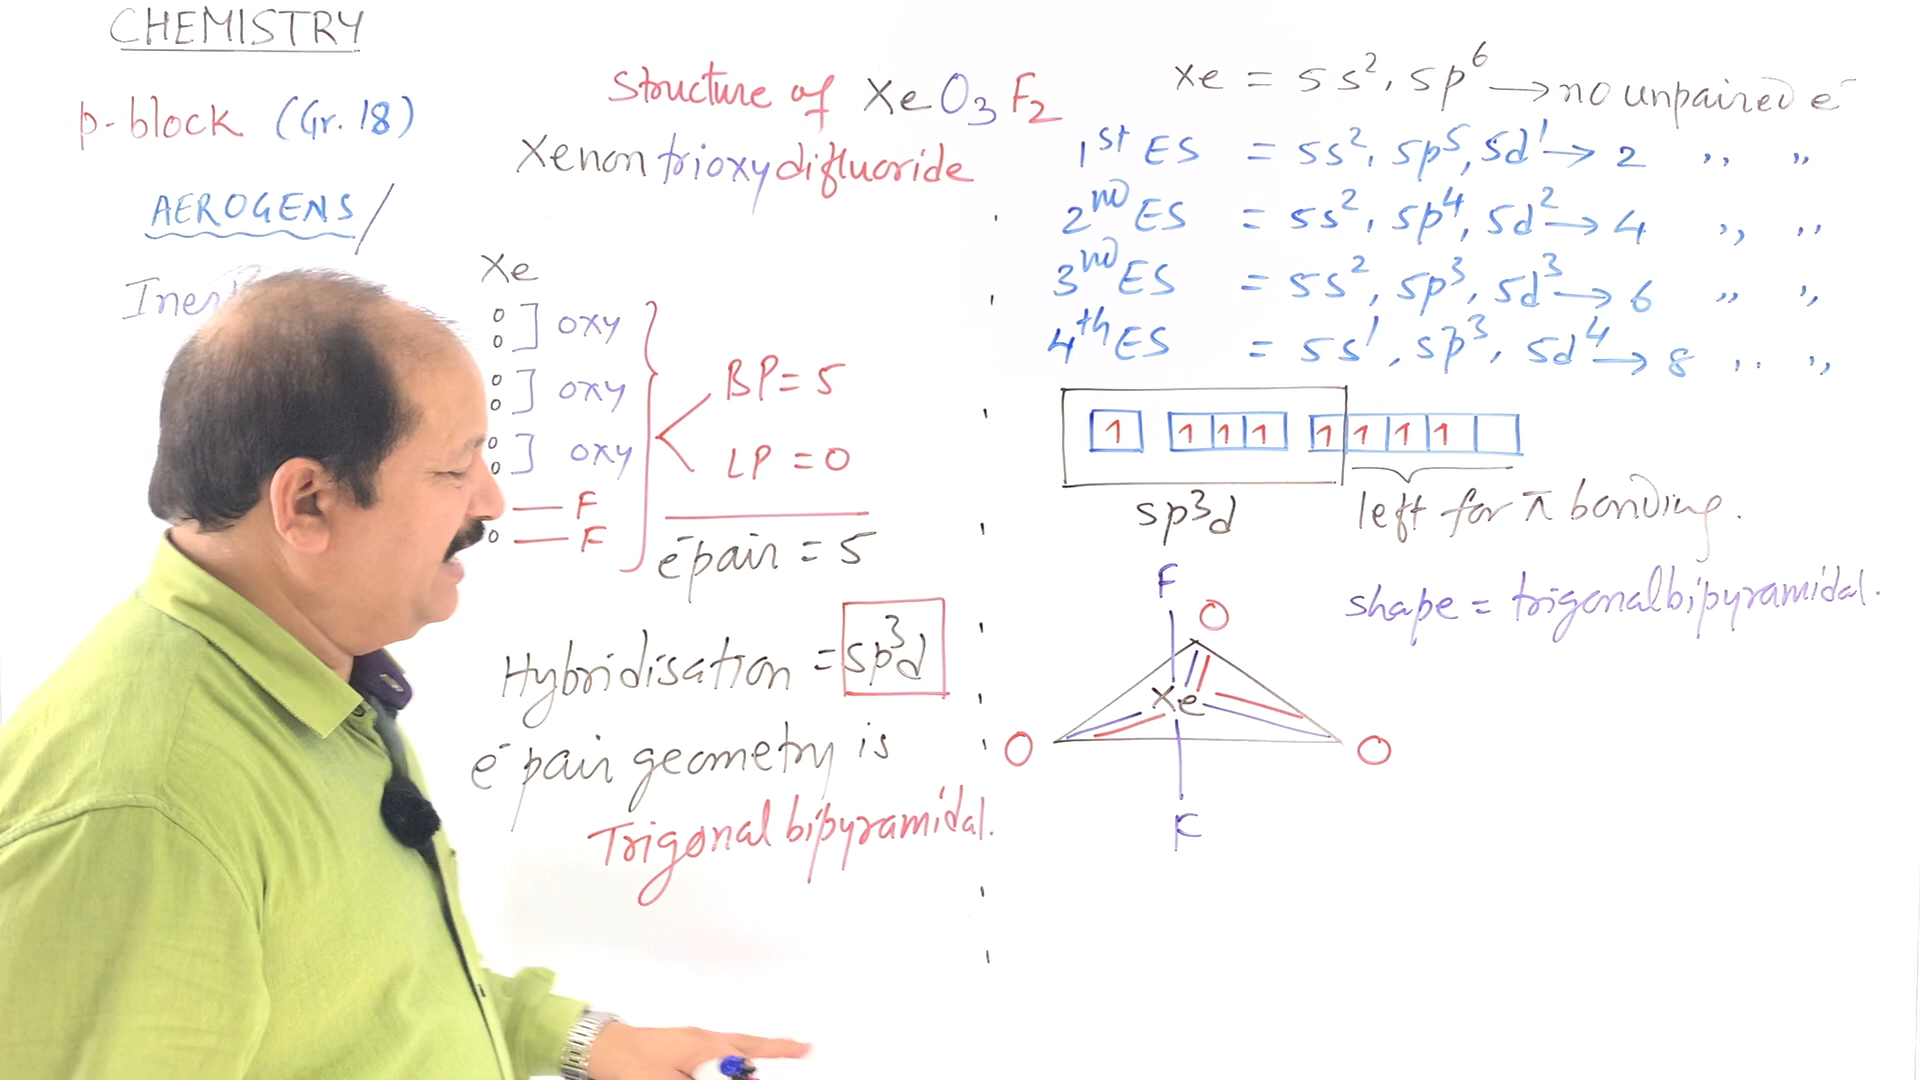 CHEMISTRY
p-block (Gr. 18)
AEROGENS/
Structure of XeO₃F₂
Xenon trioxydifluoride
Xe
oxy
oxy
oxy
F
F
BP = 5
LP = 0
e⁻pair = 5
Hybridisation = sp³d
e⁻pair geometry is
Trigonal bipyramidal.
Xe = 5s², 5p⁶ → no unpaired e⁻
1st ES = 5s², 5p⁵, 5d¹ → 2 ,, ,,
2nd ES = 5s², 5p⁴, 5d² → 4 ,, ,,
3nd ES = 5s², 5p³, 5d³ → 6 ,, ,,
4th ES = 5s¹, 5p³, 5d⁴ → 8 ,, ,,
1 1 1 1 1 1 1 1
sp³d left for π bonding.
shape = trigonal bipyramidal.
F
O
Xe
O O
F